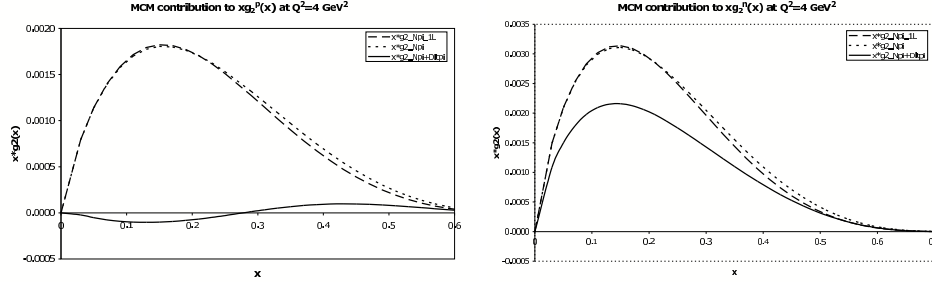 MCM contribution to xg₂ᵖ(x) at Q²=4 GeV²
0.0020
0.0015
0.0010
0.0005
0.0000
-0.0005
x*g2(x)
x*g2_Npi_1L
x*g2_Npi
x*g2_Npi+Dltpi
0
0.1
0.2
0.3
0.4
0.5
0.6
x
MCM contribution to xg₂ⁿ(x) at Q²=4 GeV²
0.0035
0.0030
0.0025
0.0020
0.0015
0.0010
0.0005
0.0000
-0.0005
x*g2(x)
x*g2_Npi_1L
x*g2_Npi
x*g2_Npi+Dltpi
0
0.1
0.2
0.3
0.4
0.5
0.6
x